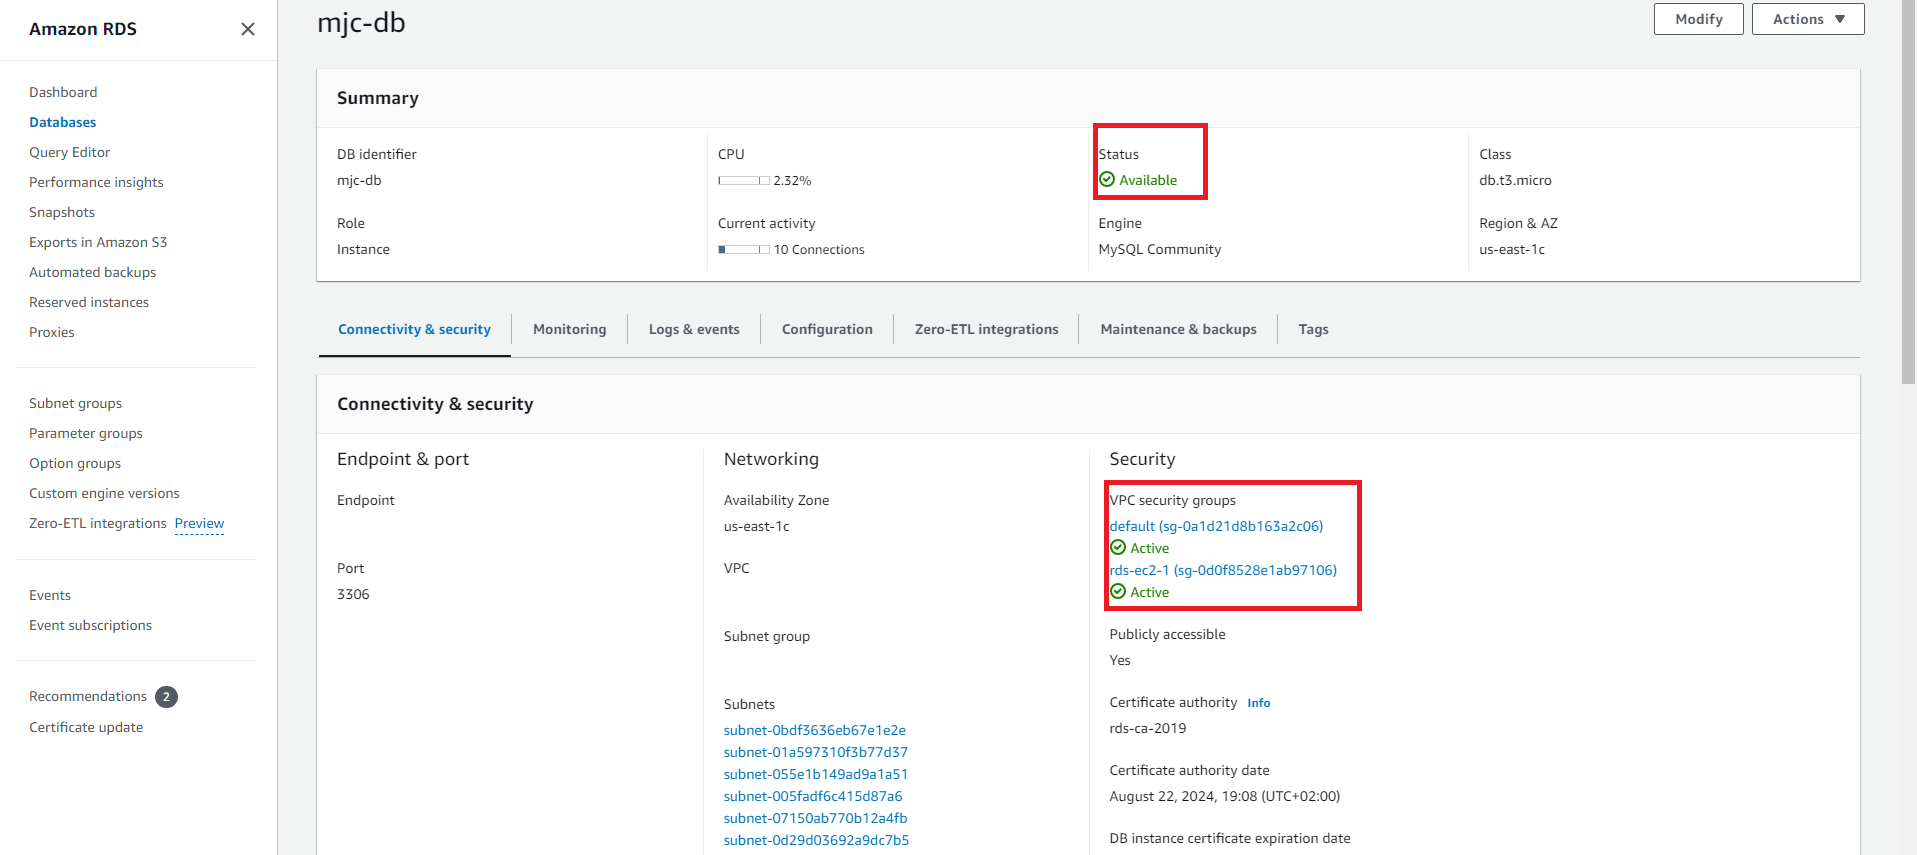 Amazon RDS
Dashboard
Databases
Query Editor
Performance insights
Snapshots
Exports in Amazon S3
Automated backups
Reserved instances
Proxies
Subnet groups
Parameter groups
Option groups
Custom engine versions
Zero-ETL integrations Preview
Events
Event subscriptions
Recommendations 2
Certificate update
mjc-db
Modify
Actions
Summary
DB identifier
mjc-db
Role
Instance
CPU
2.32%
Current activity
10 Connections
Status
Available
Engine
MySQL Community
Class
db.t3.micro
Region & AZ
us-east-1c
Connectivity & security
Monitoring
Logs & events
Configuration
Zero-ETL integrations
Maintenance & backups
Tags
Connectivity & security
Endpoint & port
Endpoint
Port
3306
Networking
Availability Zone
us-east-1c
VPC
Subnet group
Subnets
subnet-0bdf3636eb67e1e2e
subnet-01a597310f3b77d37
subnet-055e1b149ad9a1a51
subnet-005fadf6c415d87a6
subnet-07150ab770b12a4fb
subnet-0d29d03692a9dc7b5
Security
VPC security groups
default (sg-0a1d21d8b163a2c06)
Active
rds-ec2-1 (sg-0d0f8528e1ab97106)
Active
Publicly accessible
Yes
Certificate authority Info
rds-ca-2019
Certificate authority date
August 22, 2024, 19:08 (UTC+02:00)
DB instance certificate expiration date